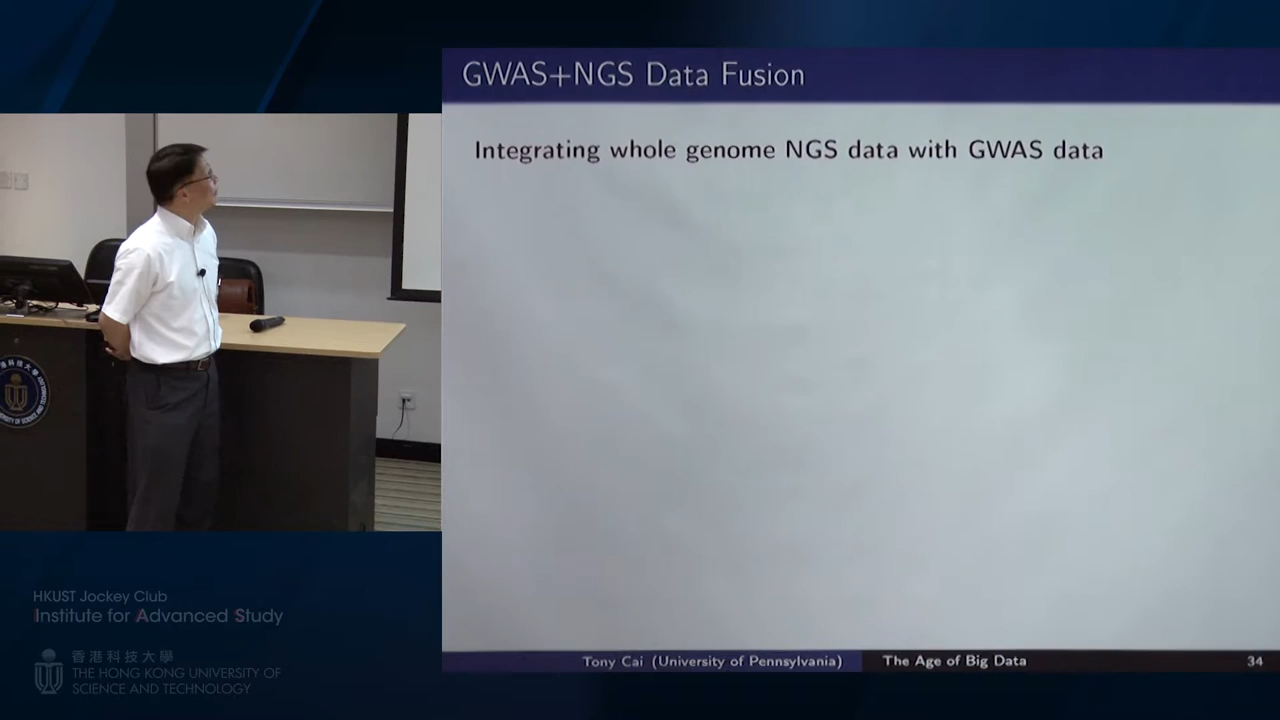 GWAS+NGS Data Fusion
Integrating whole genome NGS data with GWAS data
HKUST Jockey Club
Institute for Advanced Study
香港科技大學
THE HONG KONG UNIVERSITY OF
SCIENCE AND TECHNOLOGY
Tony Cai (University of Pennsylvania)
The Age of Big Data
34